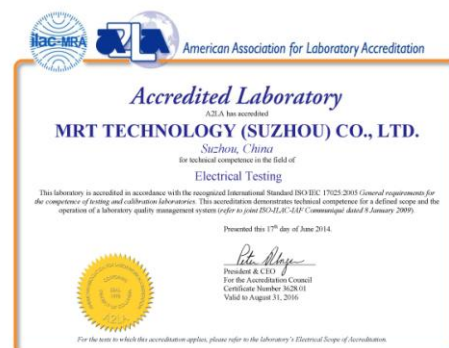 ilac-MRA
A2LA
American Association for Laboratory Accreditation
Accredited Laboratory
A2LA has accredited
MRT TECHNOLOGY (SUZHOU) CO., LTD.
Suzhou, China
for technical competence in the field of
Electrical Testing
This laboratory is accredited in accordance with the recognized International Standard ISO/IEC 17025:2005 General requirements for
the competence of testing and calibration laboratories. This accreditation demonstrates technical competence for a defined scope and the
operation of a laboratory quality management system (refer to joint ISO-ILAC-IAF Communiqué dated 8 January 2009).
Presented this 17th day of June 2014.
President & CEO
For the Accreditation Council
Certificate Number 3628.01
Valid to August 31, 2016
A2LA
For the tests to which this accreditation applies, please refer to the laboratory's Electrical Scope of Accreditation.